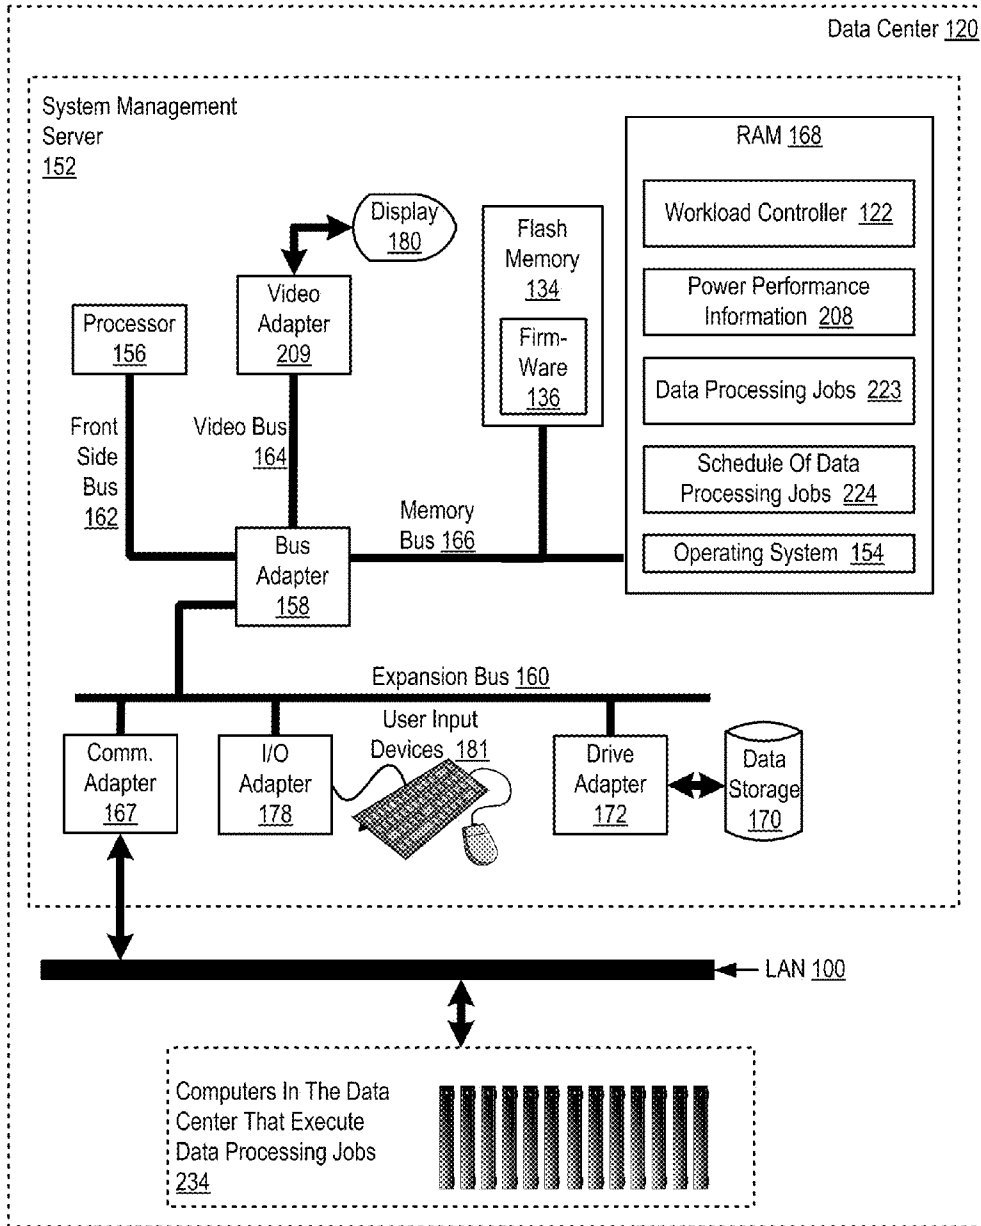 Data Center 120
System Management
Server
152
RAM 168
Workload Controller 122
Power Performance
Information 208
Data Processing Jobs 223
Schedule Of Data
Processing Jobs 224
Operating System 154
Display
180
Flash
Memory
134
Firm-
Ware
136
Video
Adapter
209
Processor
156
Front
Side
Bus
162
Video Bus
164
Memory
Bus 166
Bus
Adapter
158
Expansion Bus 160
Comm.
Adapter
167
I/O
Adapter
178
User Input
Devices 181
Drive
Adapter
172
Data
Storage
170
LAN 100
Computers In The Data
Center That Execute
Data Processing Jobs
234